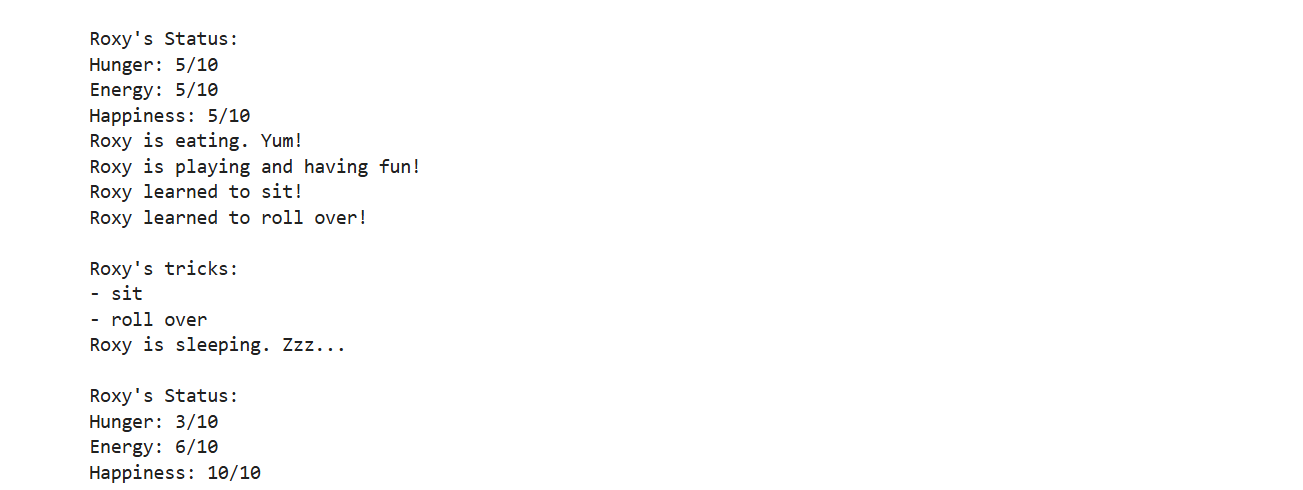 Roxy's Status:
Hunger: 5/10
Energy: 5/10
Happiness: 5/10
Roxy is eating. Yum!
Roxy is playing and having fun!
Roxy learned to sit!
Roxy learned to roll over!
Roxy's tricks:
- sit
- roll over
Roxy is sleeping. Zzz...
Roxy's Status:
Hunger: 3/10
Energy: 6/10
Happiness: 10/10